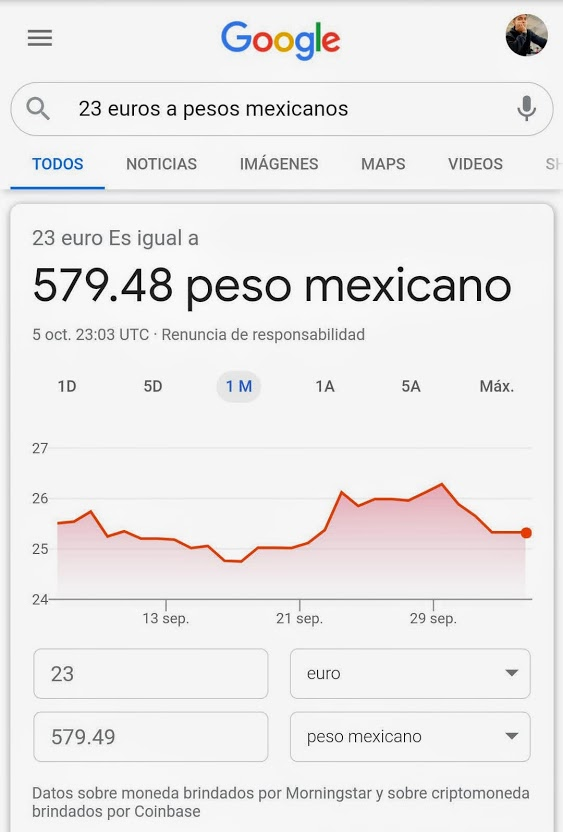 Google
23 euros a pesos mexicanos
TODOS NOTICIAS IMÁGENES MAPS VIDEOS
23 euro Es igual a
579.48 peso mexicano
5 oct. 23:03 UTC · Renuncia de responsabilidad
1D 5D 1 M 1A 5A Máx.
27
26
25
24
13 sep. 21 sep. 29 sep.
23 euro
579.49 peso mexicano
Datos sobre moneda brindados por Morningstar y sobre criptomoneda
brindados por Coinbase